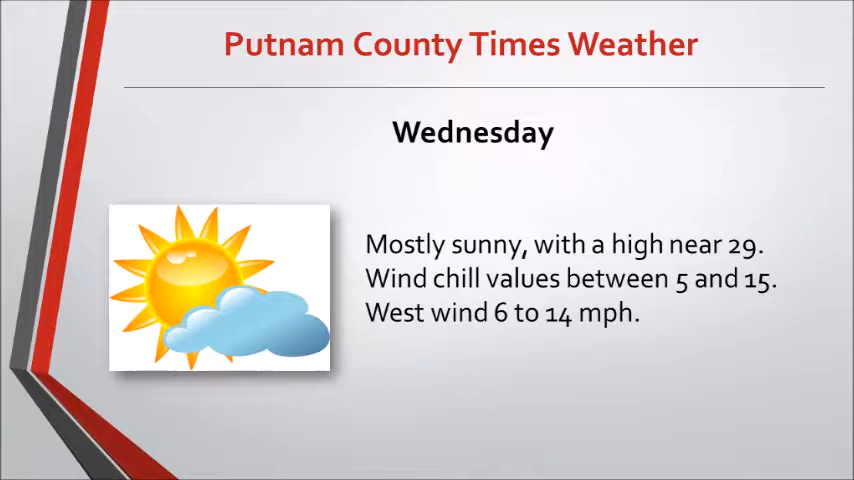 Putnam County Times Weather
Wednesday
Mostly sunny, with a high near 29.
Wind chill values between 5 and 15.
West wind 6 to 14 mph.